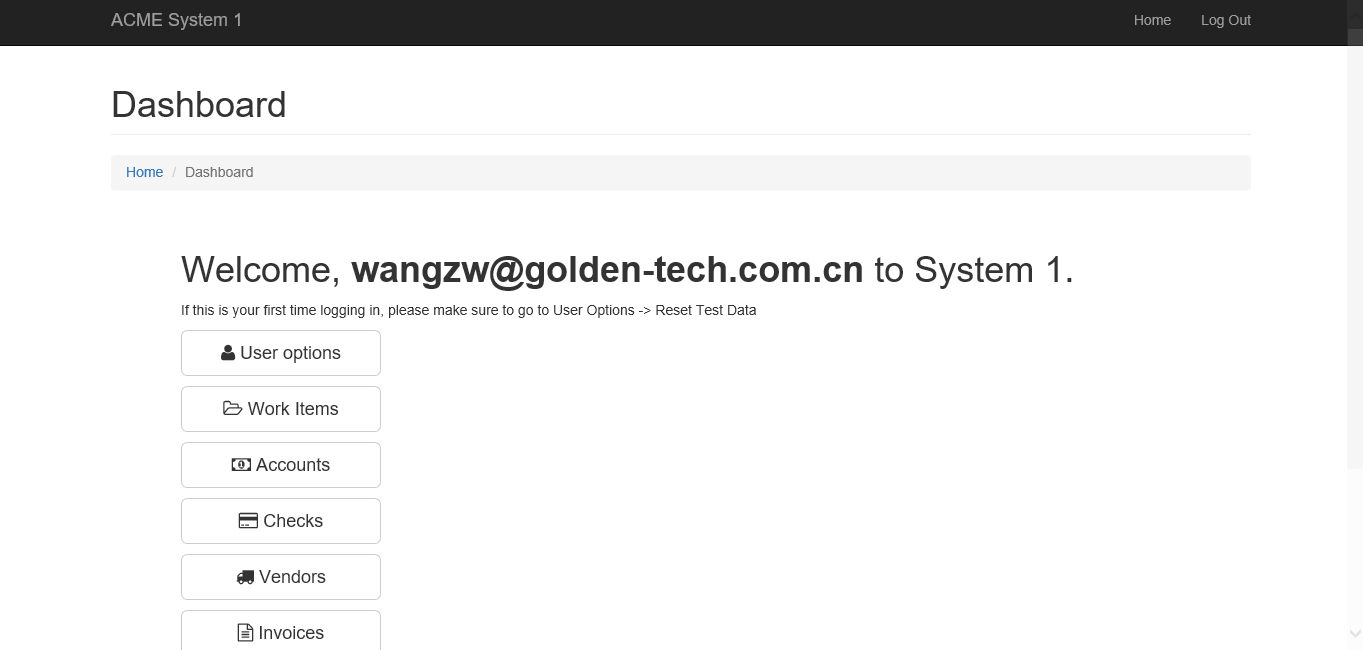 ACME System 1
Home
Log Out
Dashboard
Home / Dashboard
Welcome, wangzw@golden-tech.com.cn to System 1.
If this is your first time logging in, please make sure to go to User Options -> Reset Test Data
User options
Work Items
Accounts
Checks
Vendors
Invoices